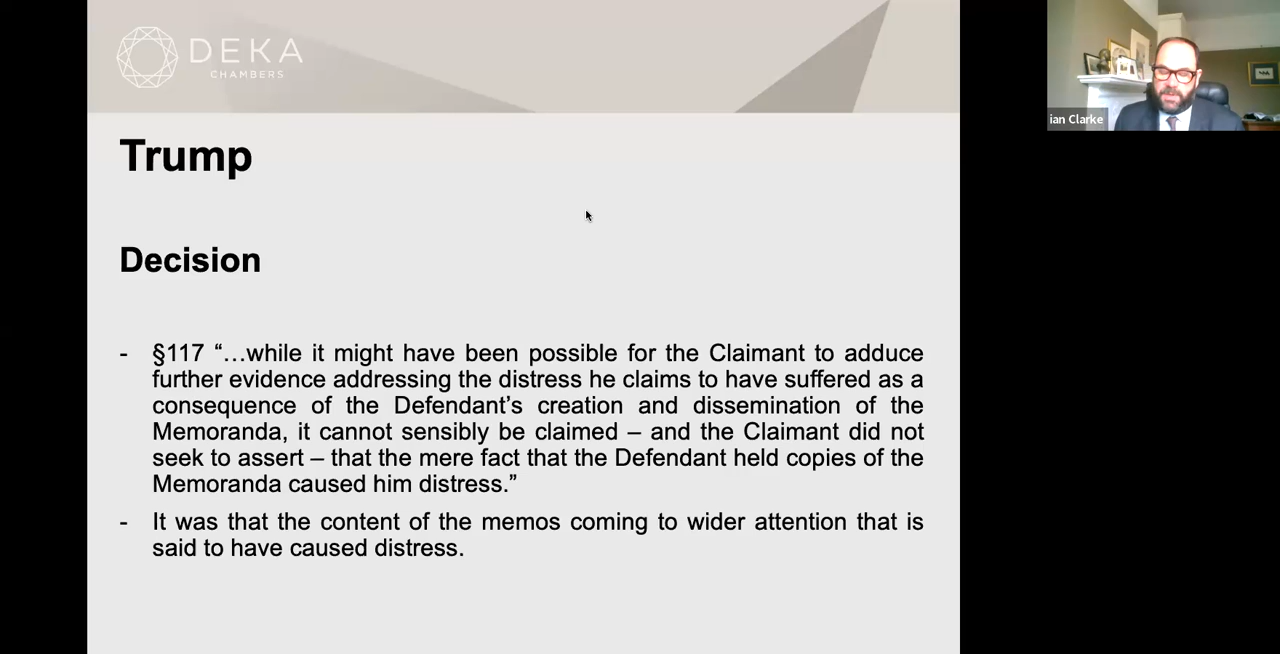 DEKA
CHAMBERS
ian Clarke
Trump
Decision
- §117 “…while it might have been possible for the Claimant to adduce
further evidence addressing the distress he claims to have suffered as a
consequence of the Defendant’s creation and dissemination of the
Memoranda, it cannot sensibly be claimed – and the Claimant did not
seek to assert – that the mere fact that the Defendant held copies of the
Memoranda caused him distress.”
- It was that the content of the memos coming to wider attention that is
said to have caused distress.